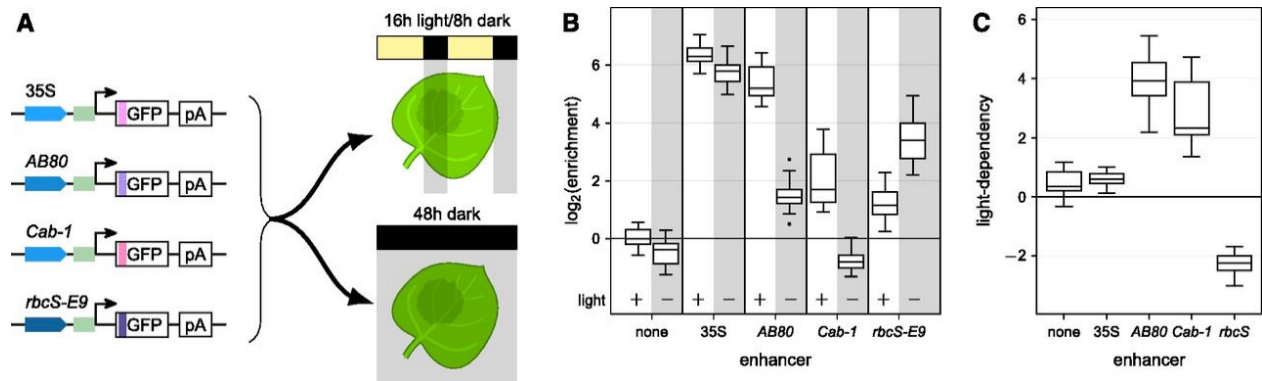 A
16h light/8h dark
35S
GFP
pA
AB80
GFP
pA
Cab-1
GFP
pA
rbcS-E9
GFP
pA
48h dark
B
log2(enrichment)
6
4
2
0
light + − + − + − + − + −
none 35S AB80 Cab-1 rbcS-E9
enhancer
C
light-dependency
6
4
2
0
−2
none 35S AB80 Cab-1 rbcS
enhancer